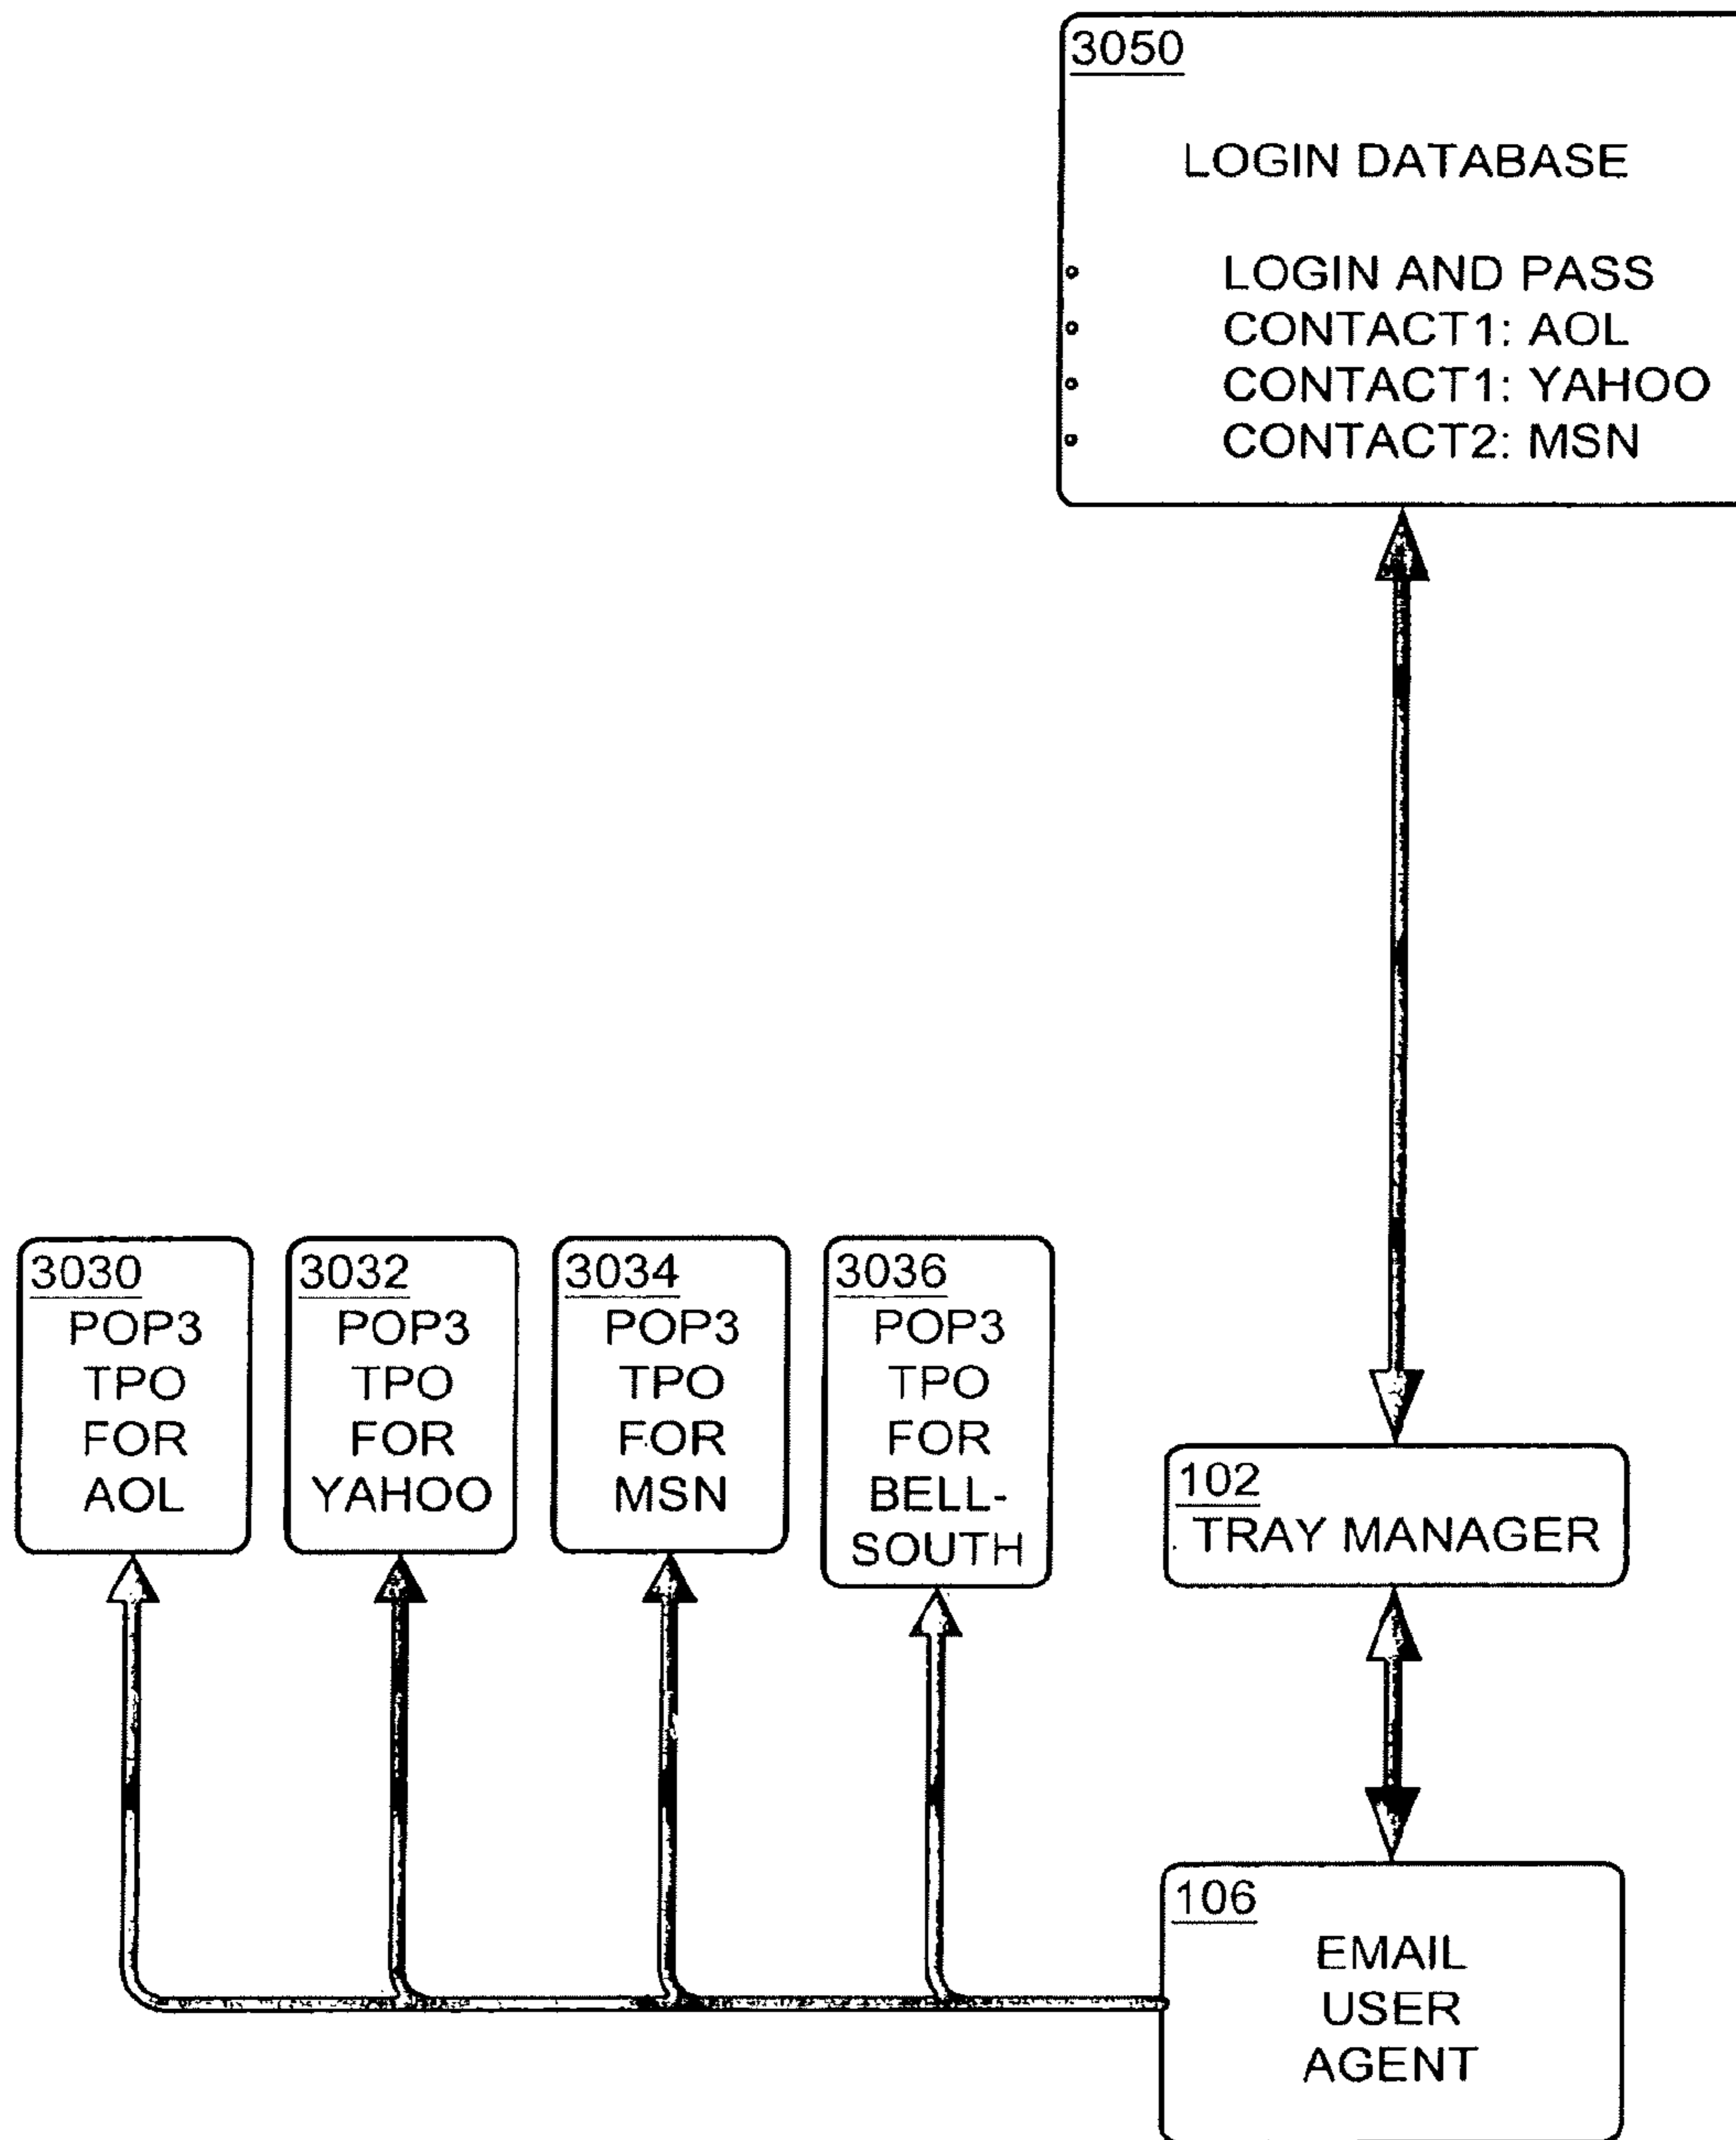 3050
LOGIN DATABASE
LOGIN AND PASS
CONTACT1: AOL
CONTACT1: YAHOO
CONTACT2: MSN
3030
POP3
TPO
FOR
AOL
3032
POP3
TPO
FOR
YAHOO
3034
POP3
TPO
FOR
MSN
3036
POP3
TPO
FOR
BELL-
SOUTH
102
TRAY MANAGER
106
EMAIL
USER
AGENT